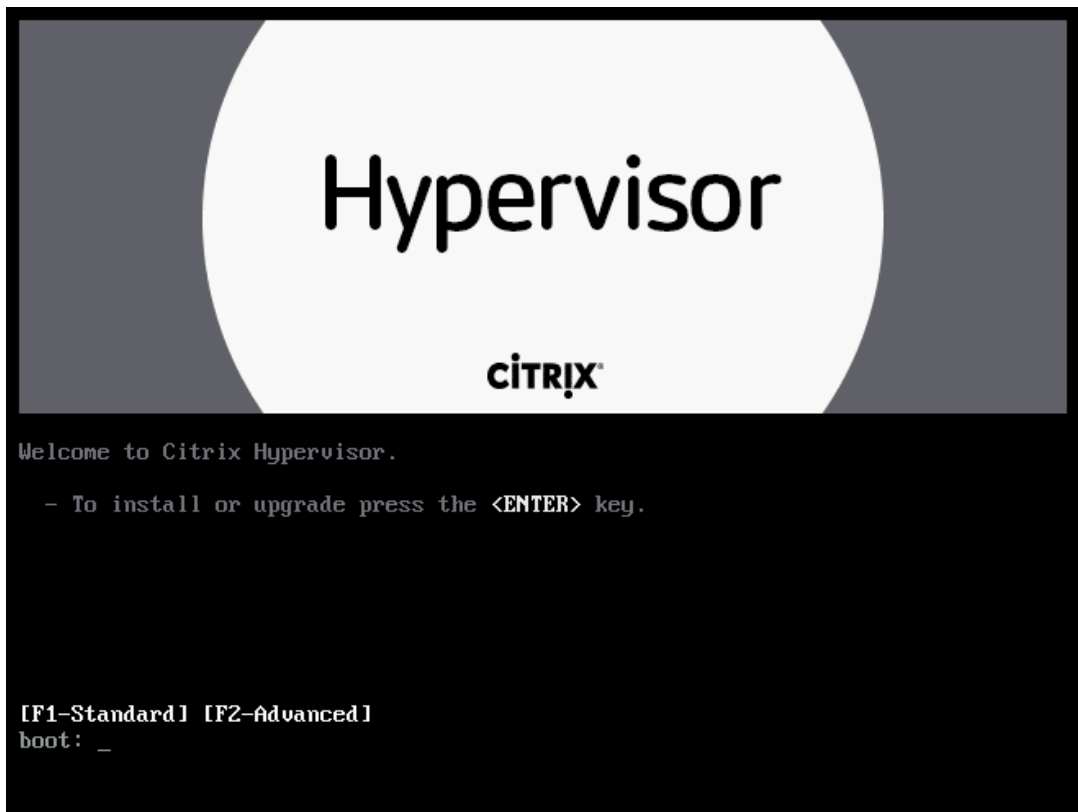 Hypervisor
CITRIX®
Welcome to Citrix Hypervisor.
- To install or upgrade press the <ENTER> key.
[F1-Standard] [F2-Advanced]
boot: _